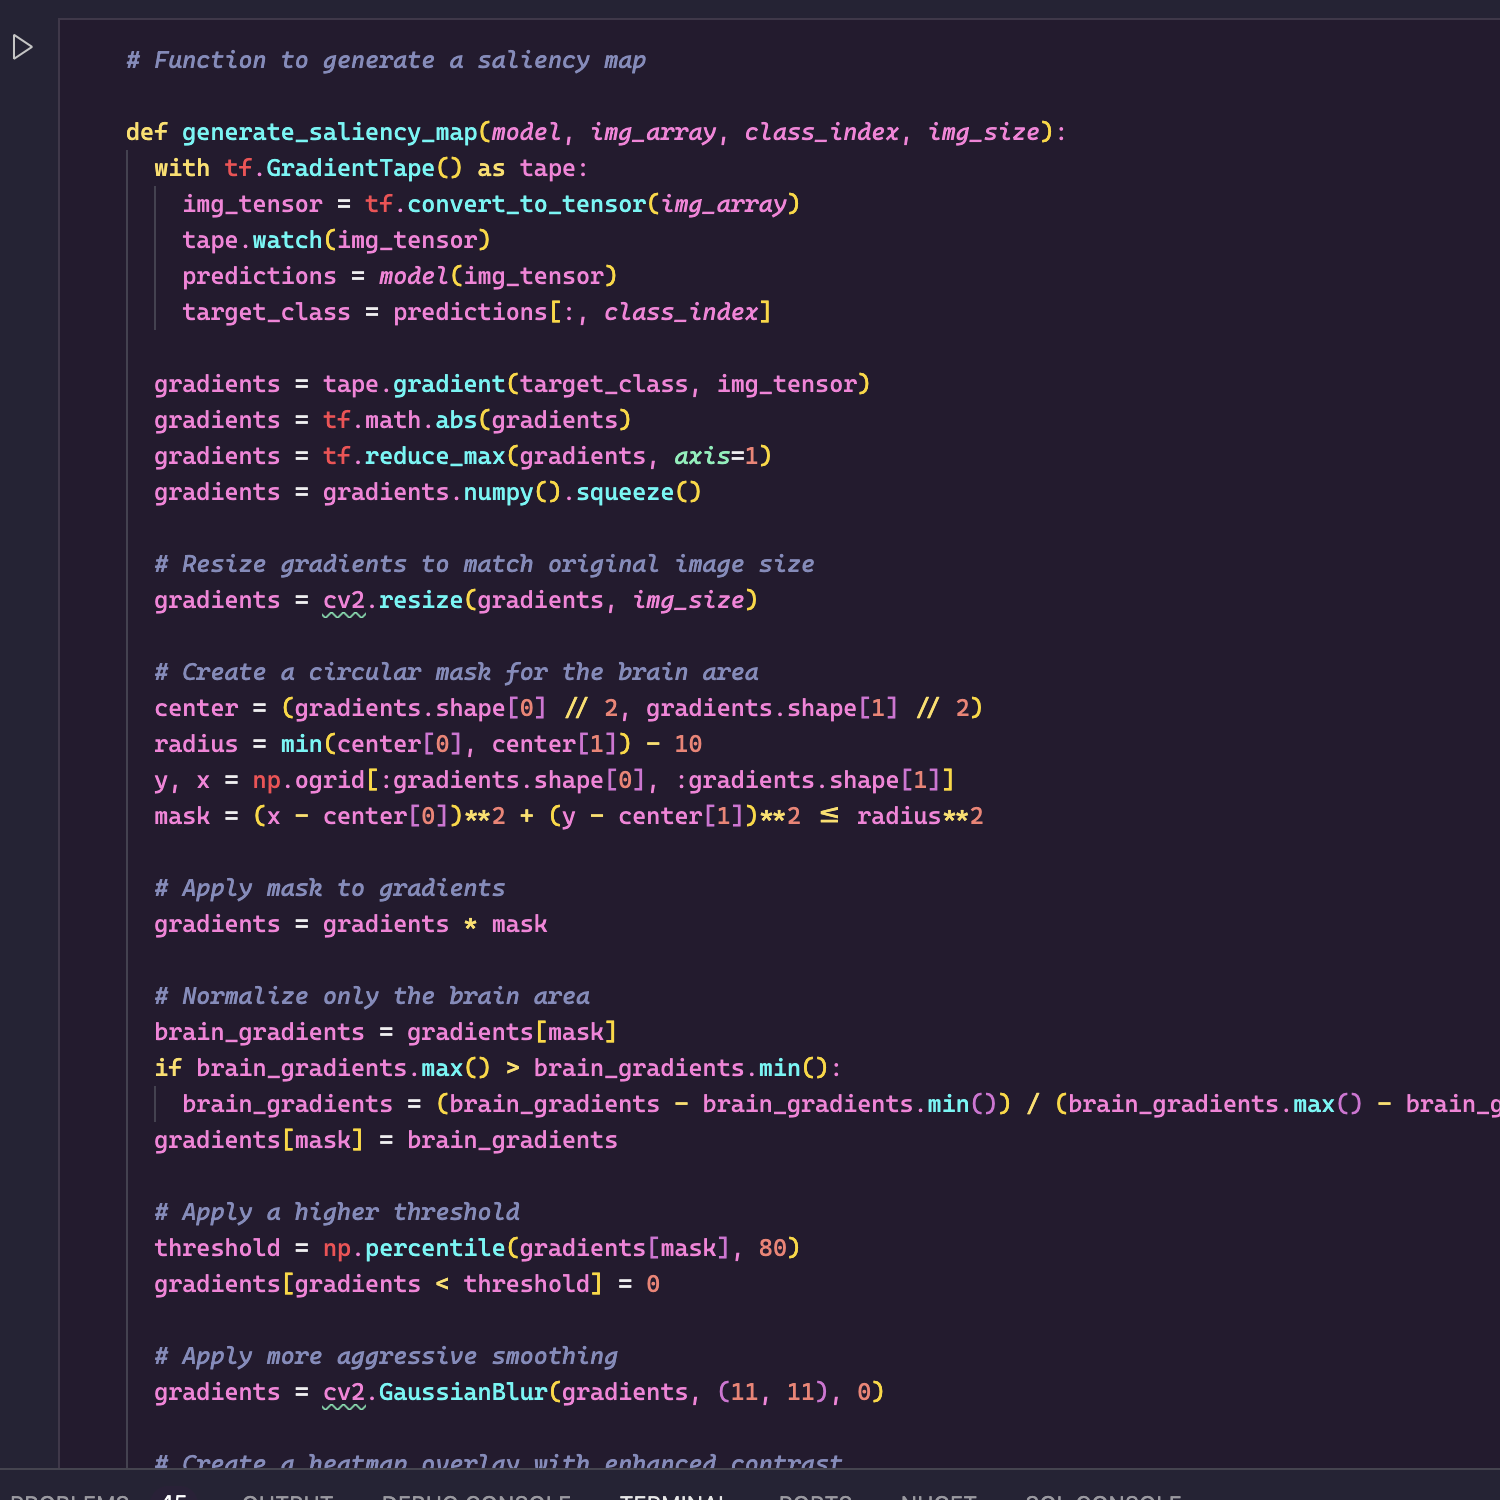 # Function to generate a saliency map
def generate_saliency_map(model, img_array, class_index, img_size):
with tf.GradientTape() as tape:
img_tensor = tf.convert_to_tensor(img_array)
tape.watch(img_tensor)
predictions = model(img_tensor)
target_class = predictions[:, class_index]
gradients = tape.gradient(target_class, img_tensor)
gradients = tf.math.abs(gradients)
gradients = tf.reduce_max(gradients, axis=1)
gradients = gradients.numpy().squeeze()
# Resize gradients to match original image size
gradients = cv2.resize(gradients, img_size)
# Create a circular mask for the brain area
center = (gradients.shape[0] // 2, gradients.shape[1] // 2)
radius = min(center[0], center[1]) - 10
y, x = np.ogrid[:gradients.shape[0], :gradients.shape[1]]
mask = (x - center[0])**2 + (y - center[1])**2 <= radius**2
# Apply mask to gradients
gradients = gradients * mask
# Normalize only the brain area
brain_gradients = gradients[mask]
if brain_gradients.max() > brain_gradients.min():
brain_gradients = (brain_gradients - brain_gradients.min()) / (brain_gradients.max() - brain_g
gradients[mask] = brain_gradients
# Apply a higher threshold
threshold = np.percentile(gradients[mask], 80)
gradients[gradients < threshold] = 0
# Apply more aggressive smoothing
gradients = cv2.GaussianBlur(gradients, (11, 11), 0)
# Create a heatmap overlay with enhanced contrast
PROBLEMS 45 OUTPUT DEBUG CONSOLE TERMINAL PORTS NUGET SQL CONSOLE